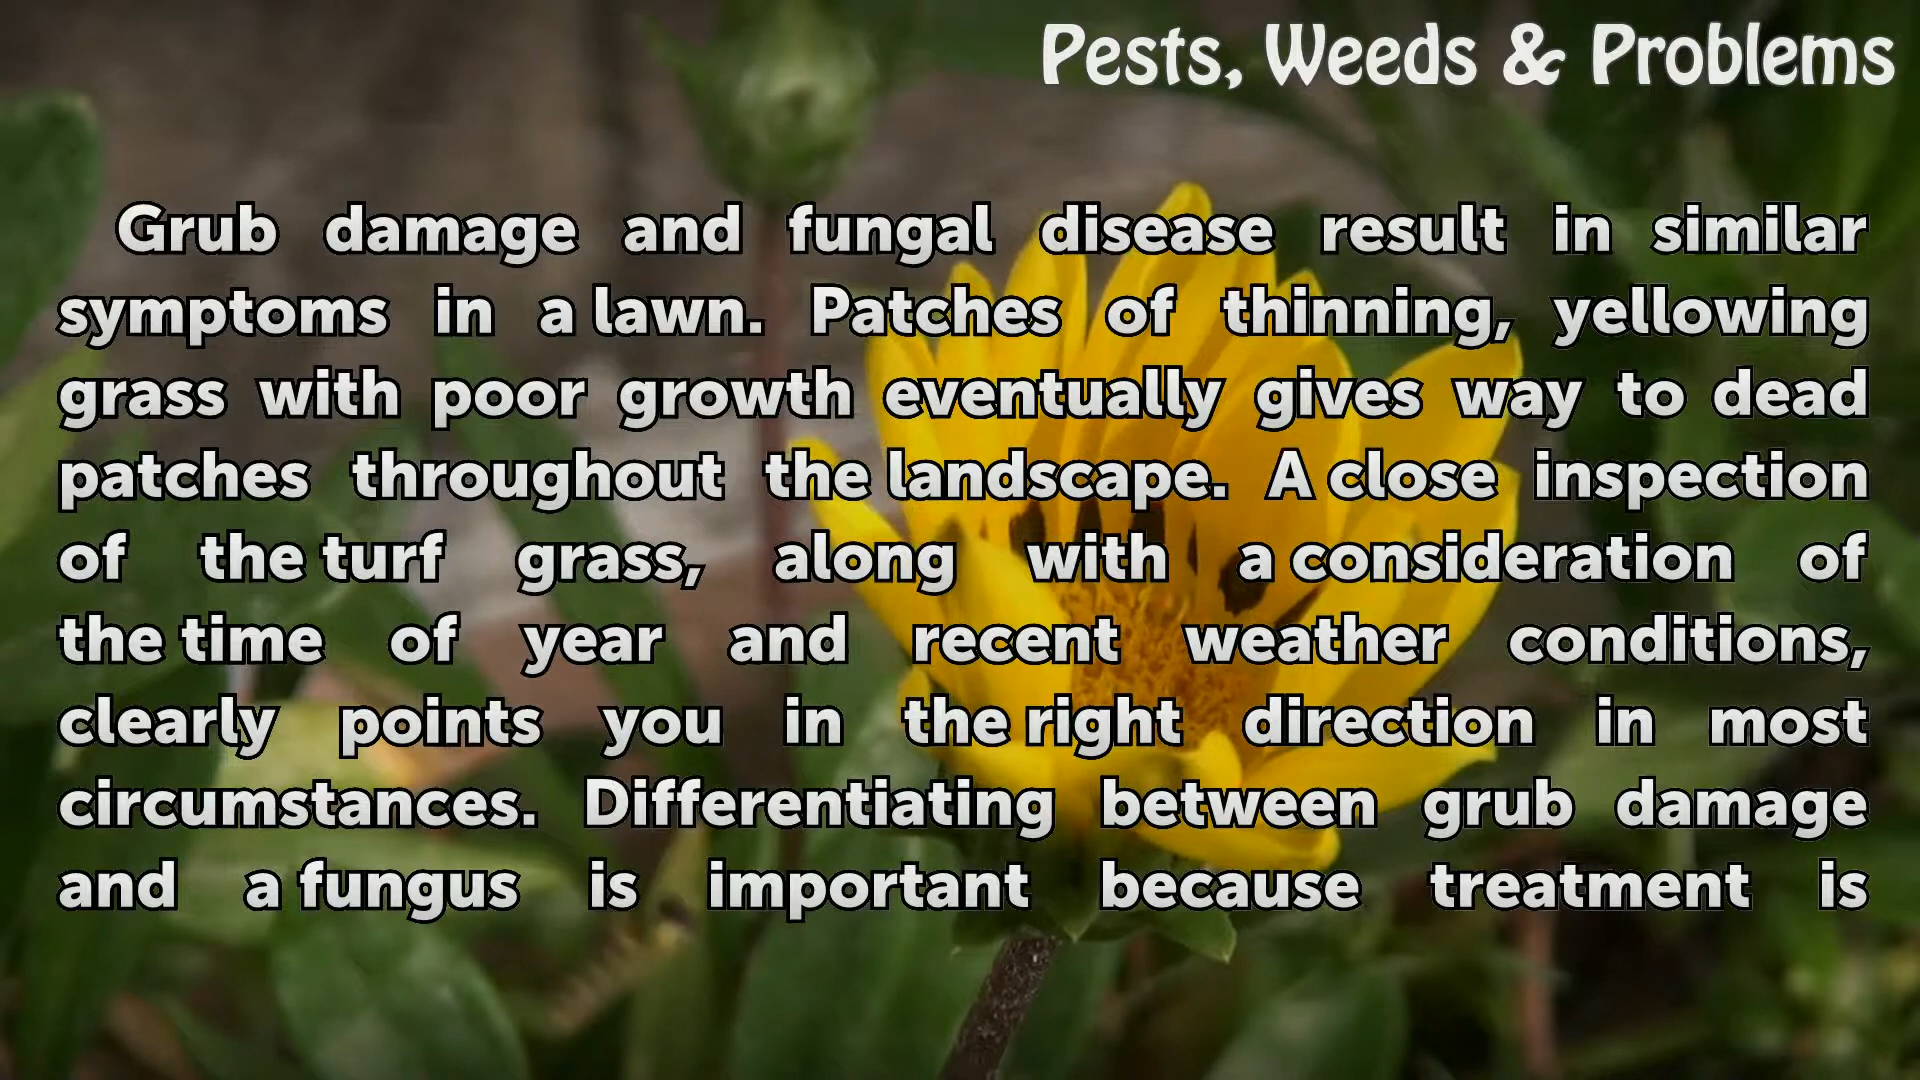 Pests, Weeds & Problems
Grub damage and fungal disease result in similar
symptoms in a lawn. Patches of thinning, yellowing
grass with poor growth eventually gives way to dead
patches throughout the landscape. A close inspection
of the turf grass, along with a consideration of
the time of year and recent weather conditions,
clearly points you in the right direction in most
circumstances. Differentiating between grub damage
and a fungus is important because treatment is